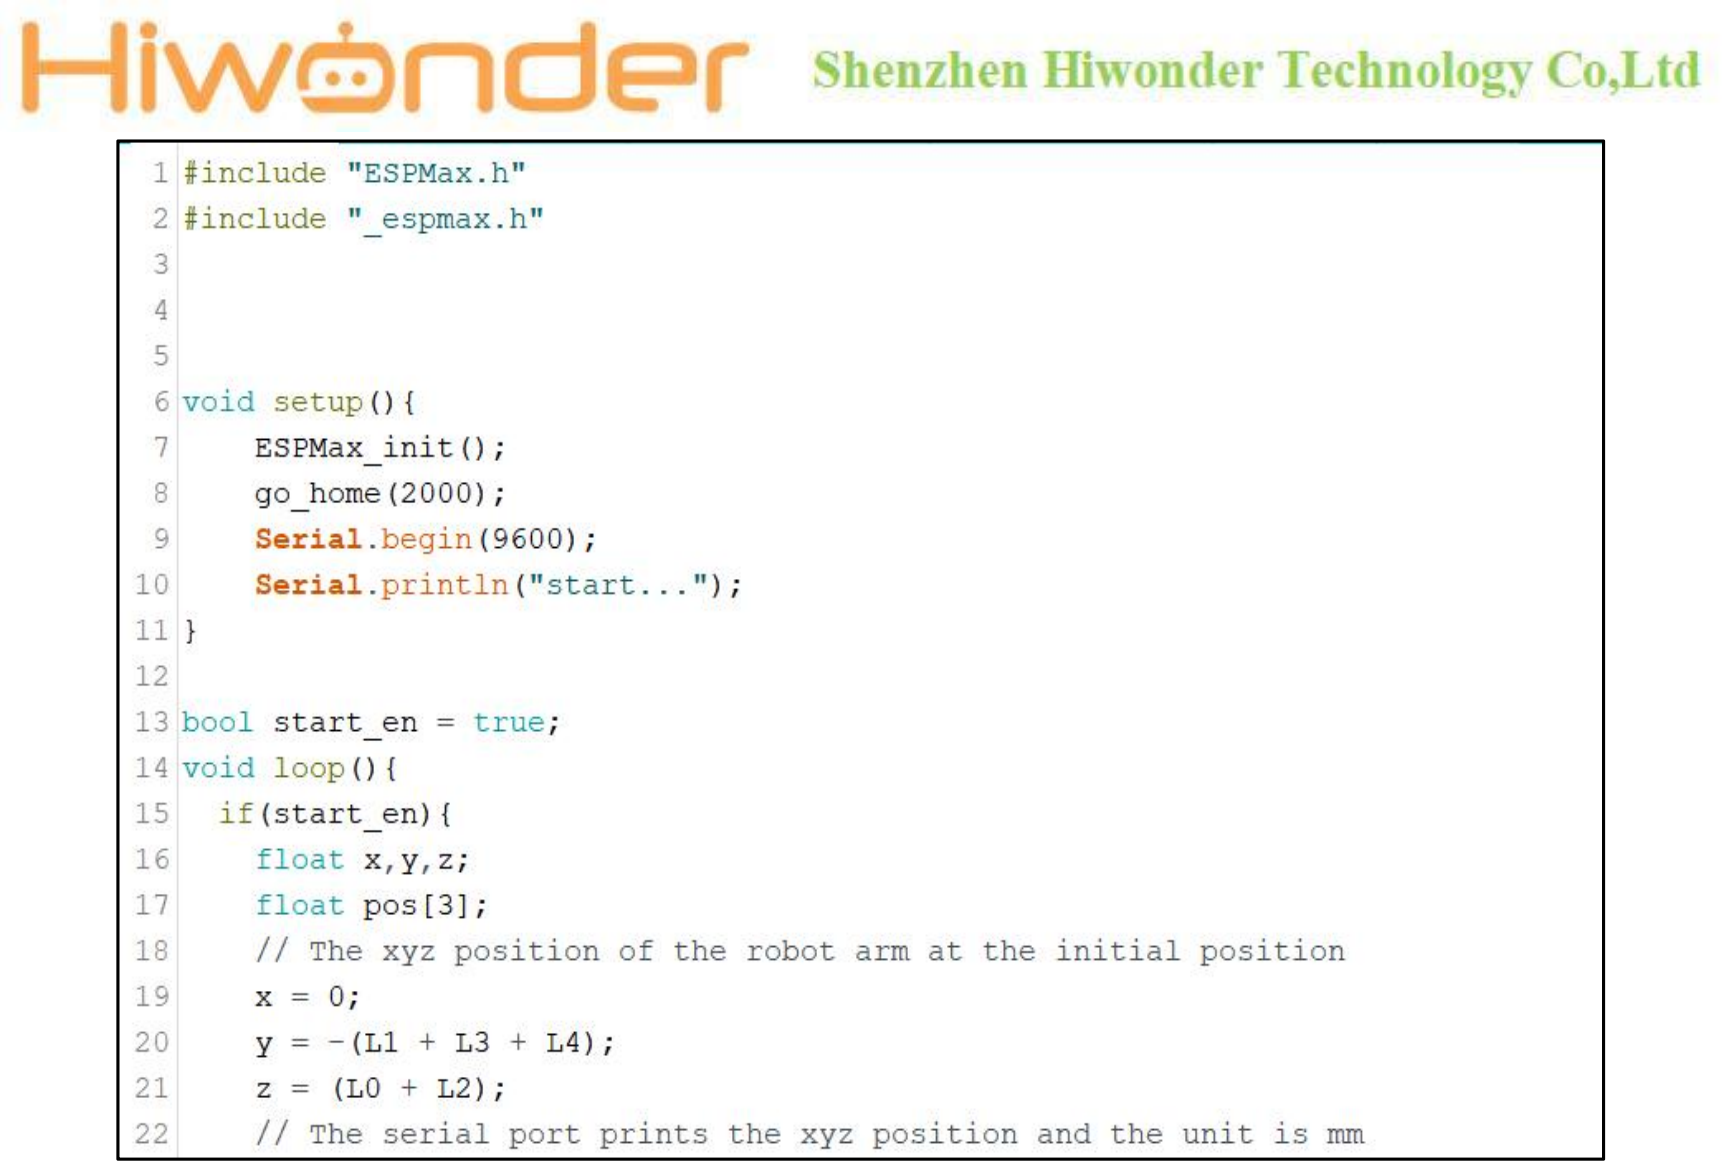 Hiwonder Shenzhen Hiwonder Technology Co,Ltd
1 #include "ESPMax.h"
2 #include "_espmax.h"
3
4
5
6 void setup(){
7     ESPMax_init();
8     go_home(2000);
9     Serial.begin(9600);
10     Serial.println("start...");
11 }
12
13 bool start_en = true;
14 void loop(){
15   if(start_en){
16     float x,y,z;
17     float pos[3];
18     // The xyz position of the robot arm at the initial position
19     x = 0;
20     y = -(L1 + L3 + L4);
21     z = (L0 + L2);
22     // The serial port prints the xyz position and the unit is mm